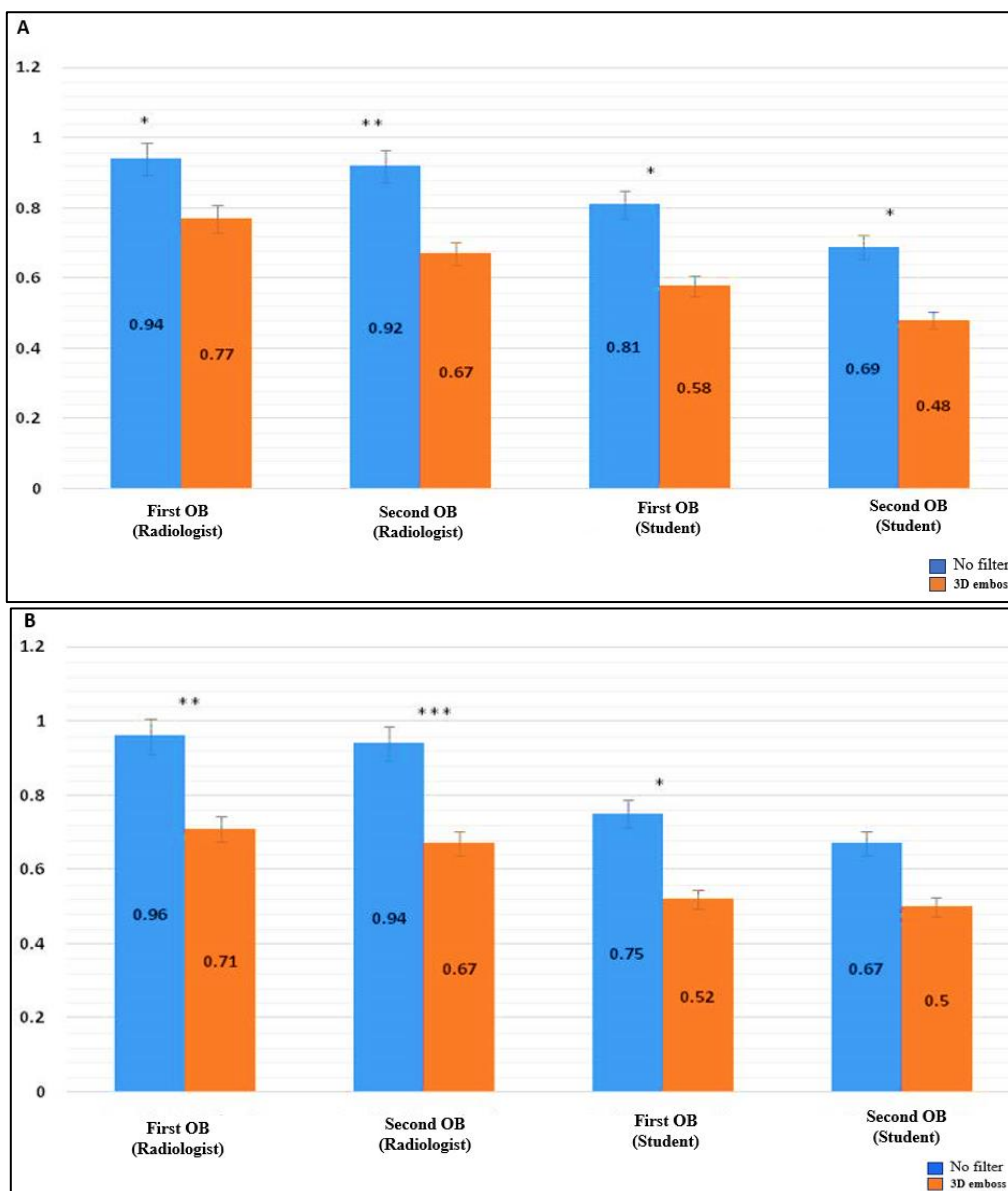 A
1.2
*
**
1
*
0.8
*
0.6
0.4
0.94
0.77
0.92
0.67
0.81
0.58
0.69
0.48
0.2
0
First OB
(Radiologist)
Second OB
(Radiologist)
First OB
(Student)
Second OB
(Student)
No filter
3D emboss
B
1.2
**
***
1
*
0.8
0.6
0.4
0.96
0.71
0.94
0.67
0.75
0.52
0.67
0.5
0.2
0
First OB
(Radiologist)
Second OB
(Radiologist)
First OB
(Student)
Second OB
(Student)
No filter
3D emboss